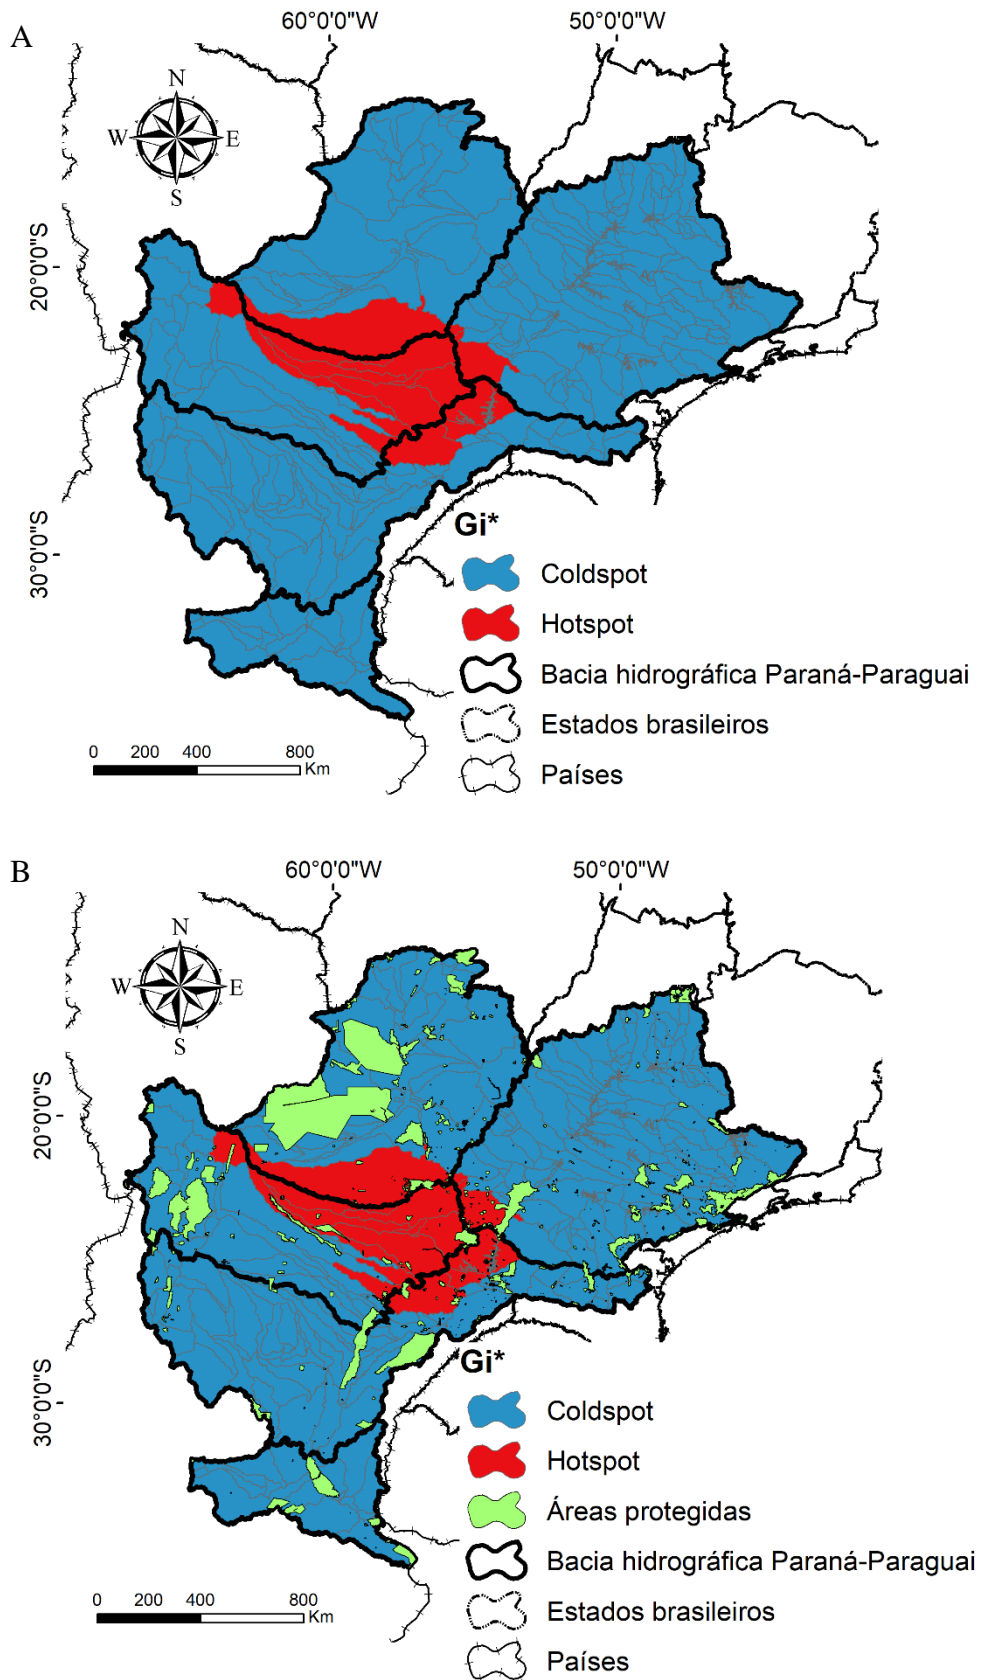 A
60°0'0"W 50°0'0"W
N
W E
S
20°0'0"S
30°0'0"S
Gi*
Coldspot
Hotspot
Bacia hidrográfica Paraná-Paraguai
Estados brasileiros
Países
0 200 400 800
Km
B
60°0'0"W 50°0'0"W
N
W E
S
20°0'0"S
30°0'0"S
Gi*
Coldspot
Hotspot
Áreas protegidas
Bacia hidrográfica Paraná-Paraguai
Estados brasileiros
Países
0 200 400 800
Km